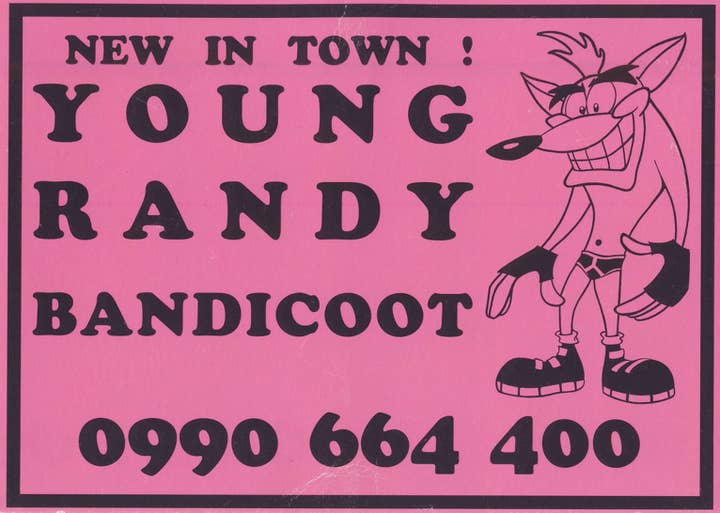 NEW IN TOWN !
YOUNG
RANDY
BANDICOOT
0990 664 400